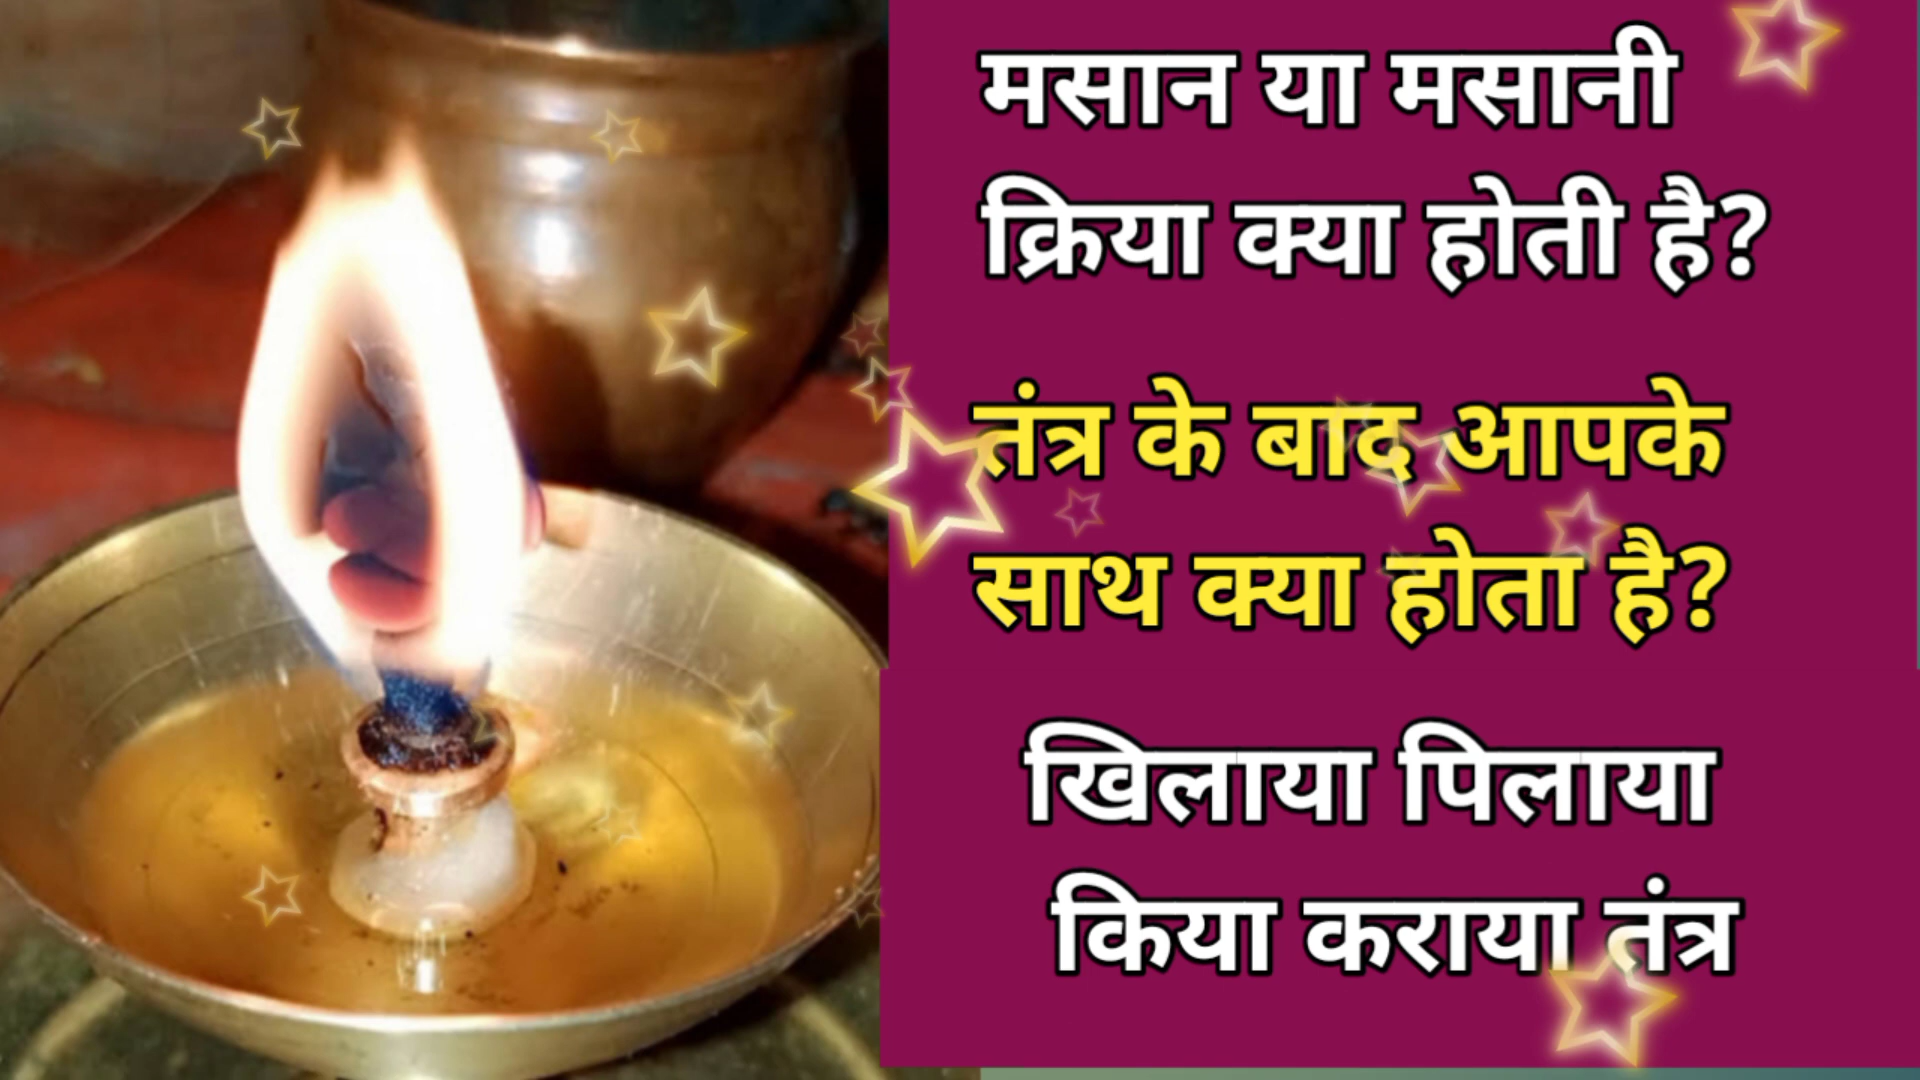 मसान या मसानी
क्रिया क्या होती है?
तंत्र के बाद आपके
साथ क्या होता है?
खिलाया पिलाया
किया कराया तंत्र